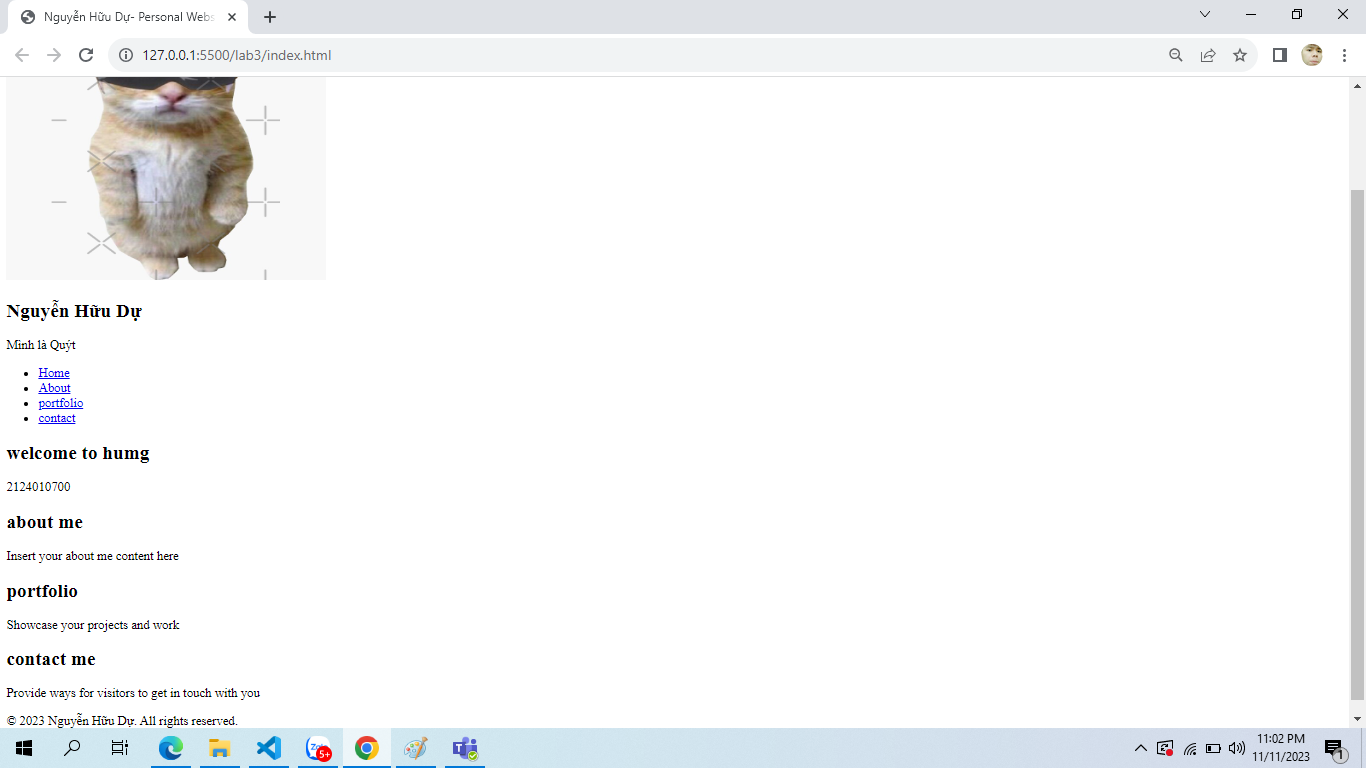 Nguyễn Hữu Dự- Personal Webs
127.0.0.1:5500/lab3/index.html
Nguyễn Hữu Dự
Mình là Quýt
Home
About
portfolio
contact
welcome to humg
2124010700
about me
Insert your about me content here
portfolio
Showcase your projects and work
contact me
Provide ways for visitors to get in touch with you
© 2023 Nguyễn Hữu Dự. All rights reserved.
5+
11:02 PM
11/11/2023
1